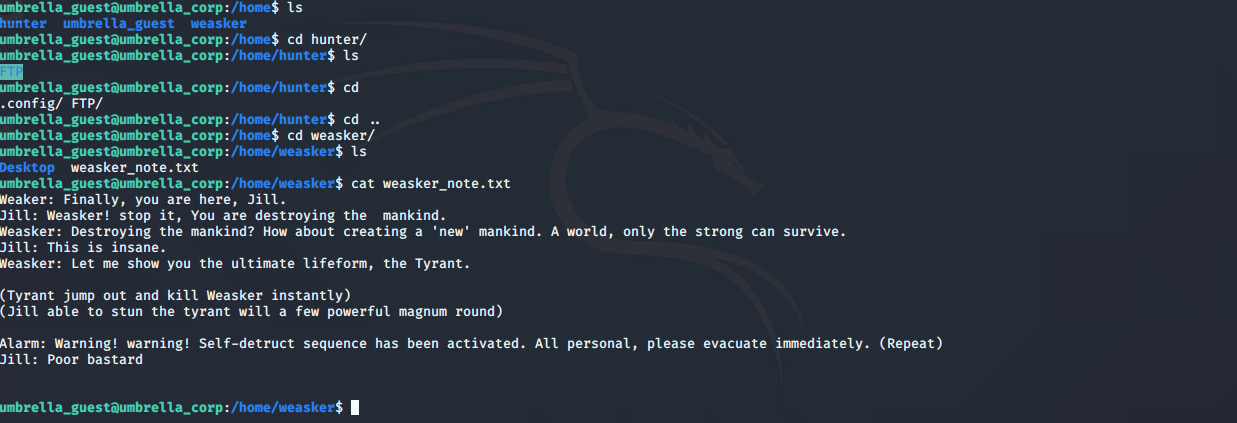 umbrella_guest@umbrella_corp:/home$ ls
hunter  umbrella_guest  weasker
umbrella_guest@umbrella_corp:/home$ cd hunter/
umbrella_guest@umbrella_corp:/home/hunter$ ls
FTP
umbrella_guest@umbrella_corp:/home/hunter$ cd
.config/ FTP/
umbrella_guest@umbrella_corp:/home/hunter$ cd ..
umbrella_guest@umbrella_corp:/home$ cd weasker/
umbrella_guest@umbrella_corp:/home/weasker$ ls
Desktop  weasker_note.txt
umbrella_guest@umbrella_corp:/home/weasker$ cat weasker_note.txt
Weaker: Finally, you are here, Jill.
Jill: Weasker! stop it, You are destroying the  mankind.
Weasker: Destroying the mankind? How about creating a 'new' mankind. A world, only the strong can survive.
Jill: This is insane.
Weasker: Let me show you the ultimate lifeform, the Tyrant.
(Tyrant jump out and kill Weasker instantly)
(Jill able to stun the tyrant will a few powerful magnum round)
Alarm: Warning! warning! Self-detruct sequence has been activated. All personal, please evacuate immediately. (Repeat)
Jill: Poor bastard
umbrella_guest@umbrella_corp:/home/weasker$